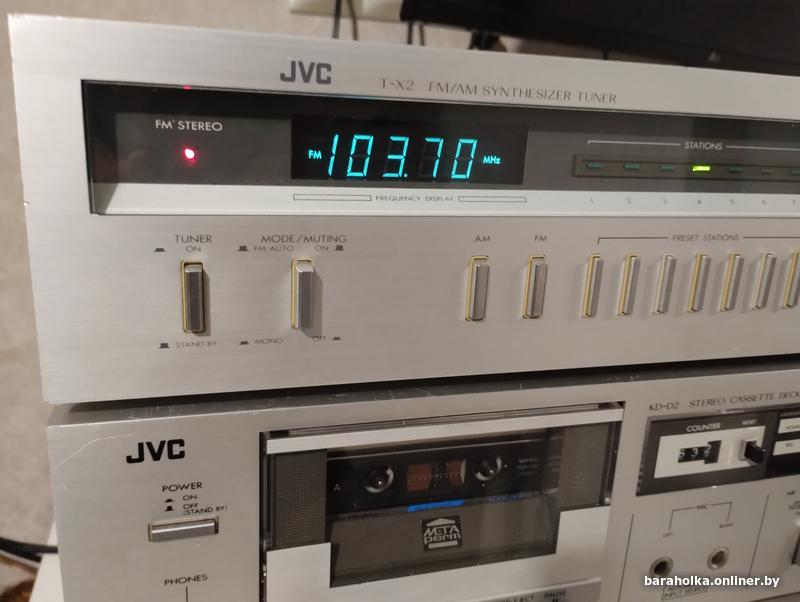 JVC T-X2 FM/AM SYNTHESIZER TUNER
FM STEREO
FM 103.70 MHz
STATIONS
1 2 3 4 5 6 7
FREQUENCY DISPLAY
TUNER
ON
STAND BY
MODE/MUTING
FM AUTO ON
MONO OFF
AM
FM
PRESET STATIONS
JVC
KD-D2 STEREO CASSETTE DECK
POWER
ON
OFF
(STAND BY)
PHONES
A
META
perm
COUNTER
RESET
MIC
LEFT
RIGHT
PAUSE
baraholka.onliner.by